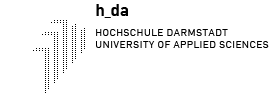 h_da
HOCHSCHULE DARMSTADT
UNIVERSITY OF APPLIED SCIENCES